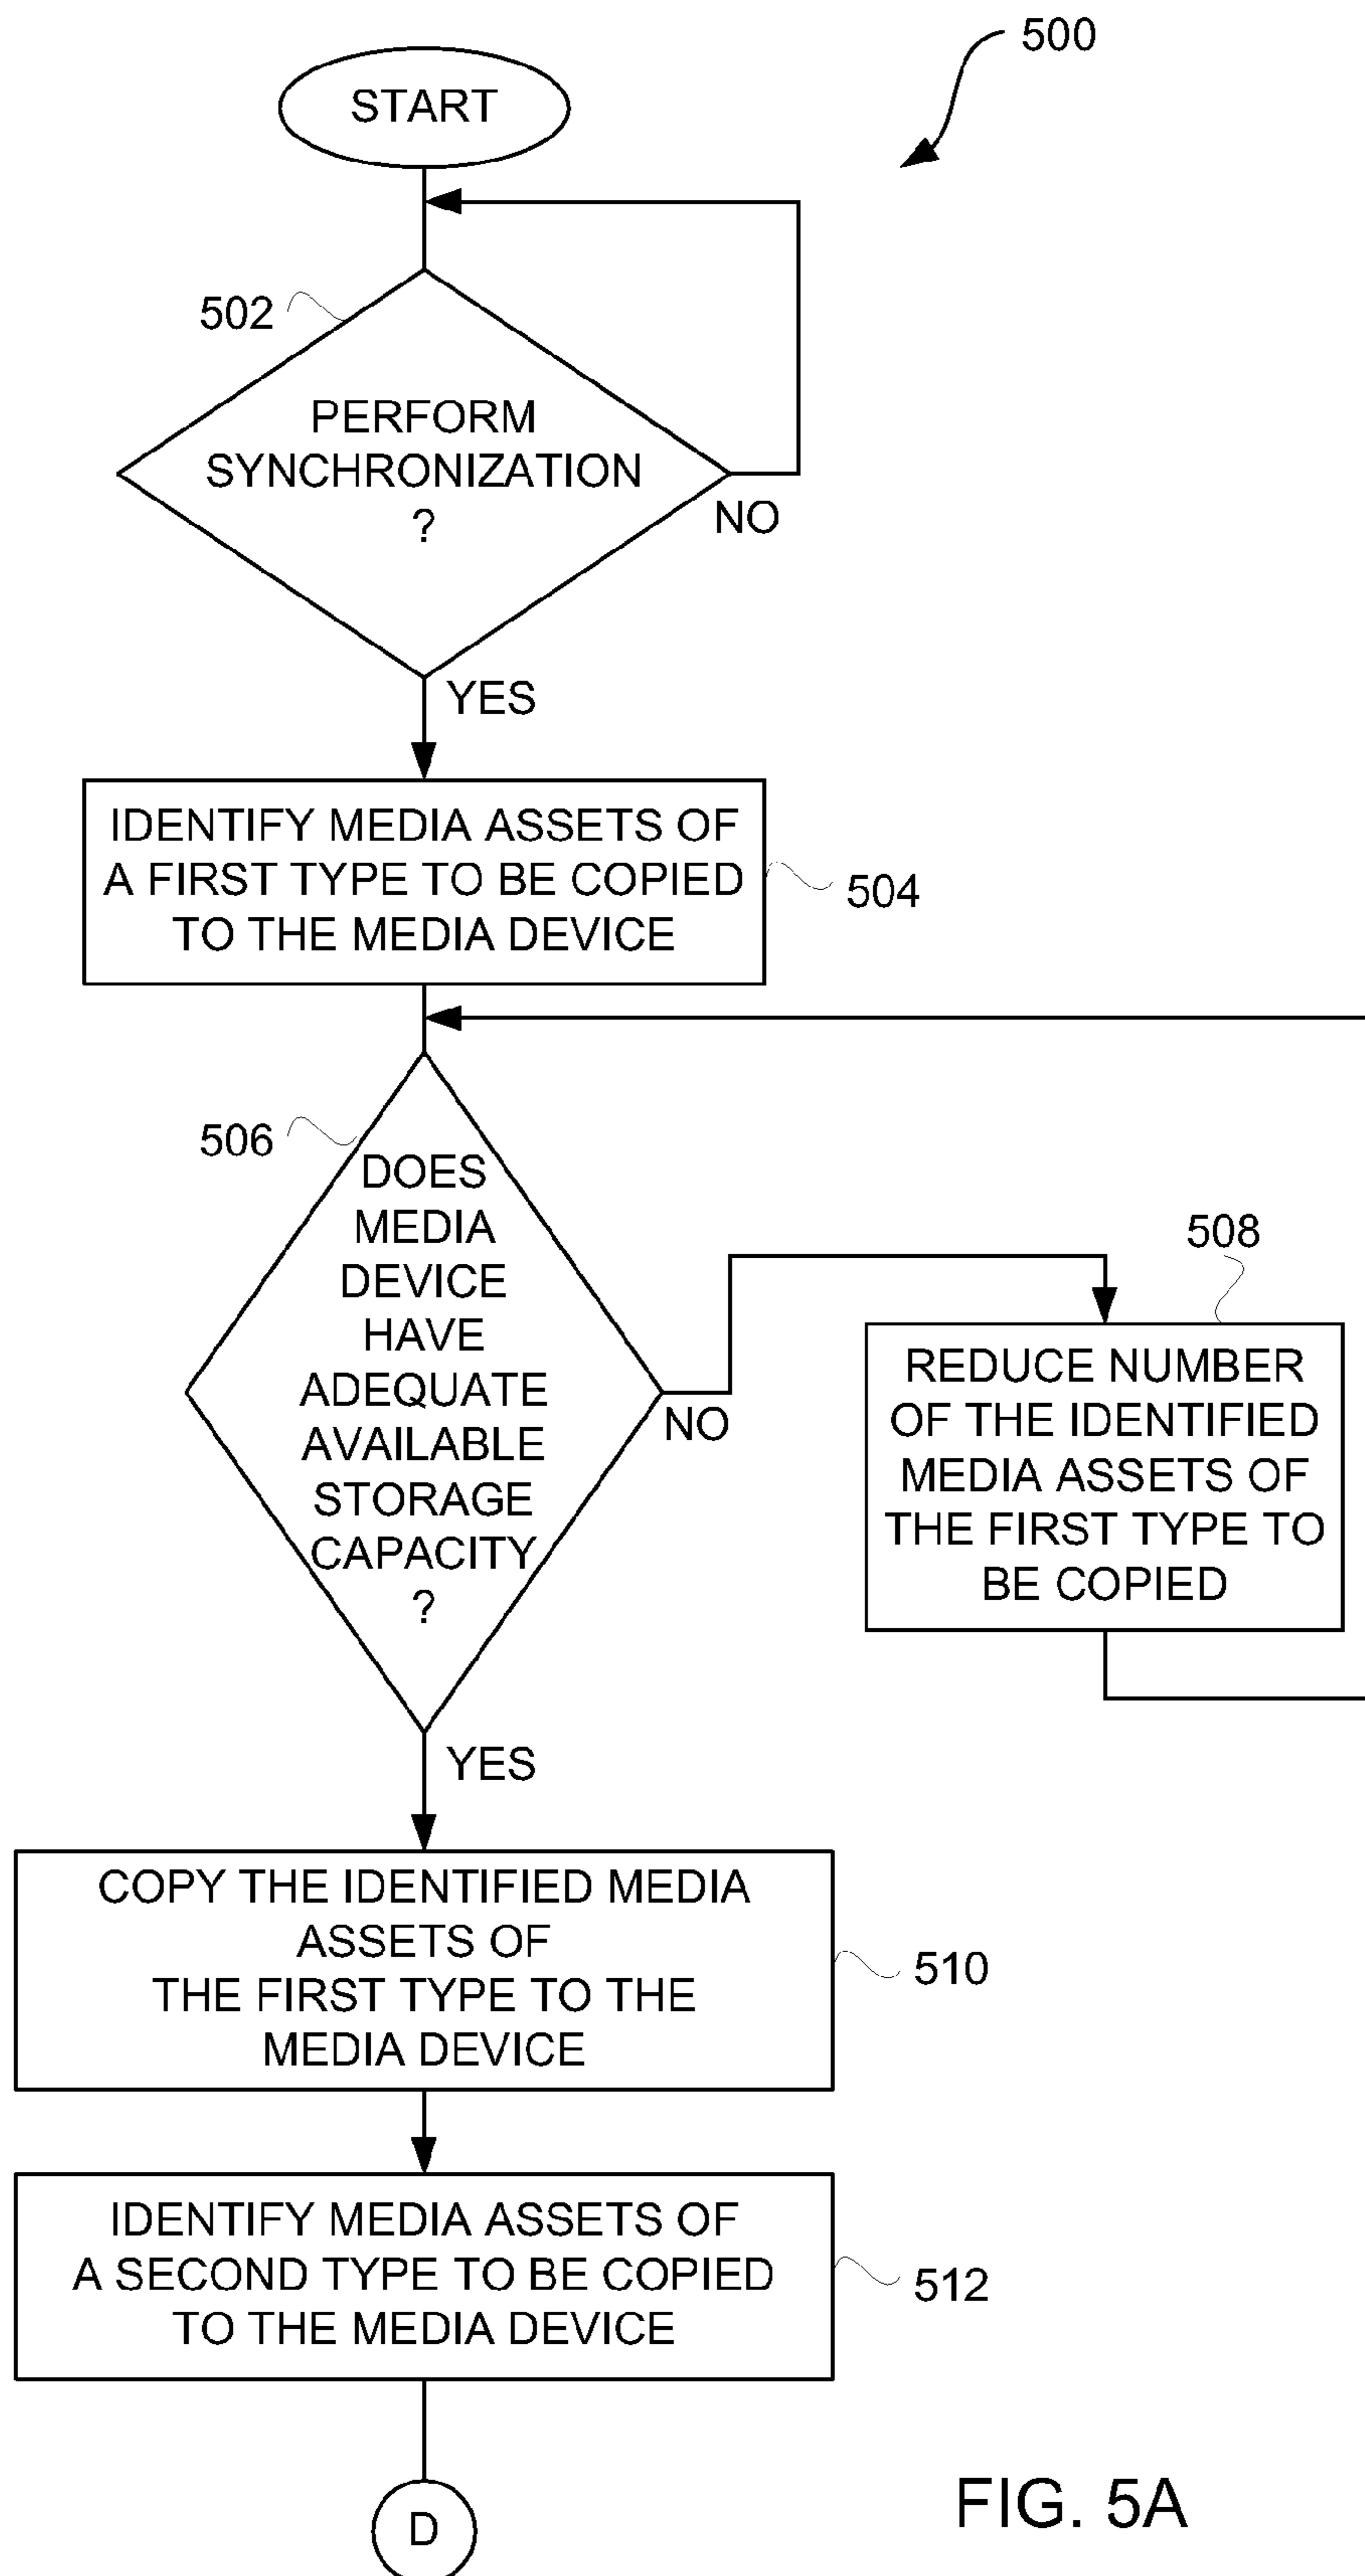 500
START
502
PERFORM
SYNCHRONIZATION
?
NO
YES
IDENTIFY MEDIA ASSETS OF
A FIRST TYPE TO BE COPIED
TO THE MEDIA DEVICE
504
506
DOES
MEDIA
DEVICE
HAVE
ADEQUATE
AVAILABLE
STORAGE
CAPACITY
?
NO
508
REDUCE NUMBER
OF THE IDENTIFIED
MEDIA ASSETS OF
THE FIRST TYPE TO
BE COPIED
YES
COPY THE IDENTIFIED MEDIA
ASSETS OF
THE FIRST TYPE TO THE
MEDIA DEVICE
510
IDENTIFY MEDIA ASSETS OF
A SECOND TYPE TO BE COPIED
TO THE MEDIA DEVICE
512
D
FIG. 5A